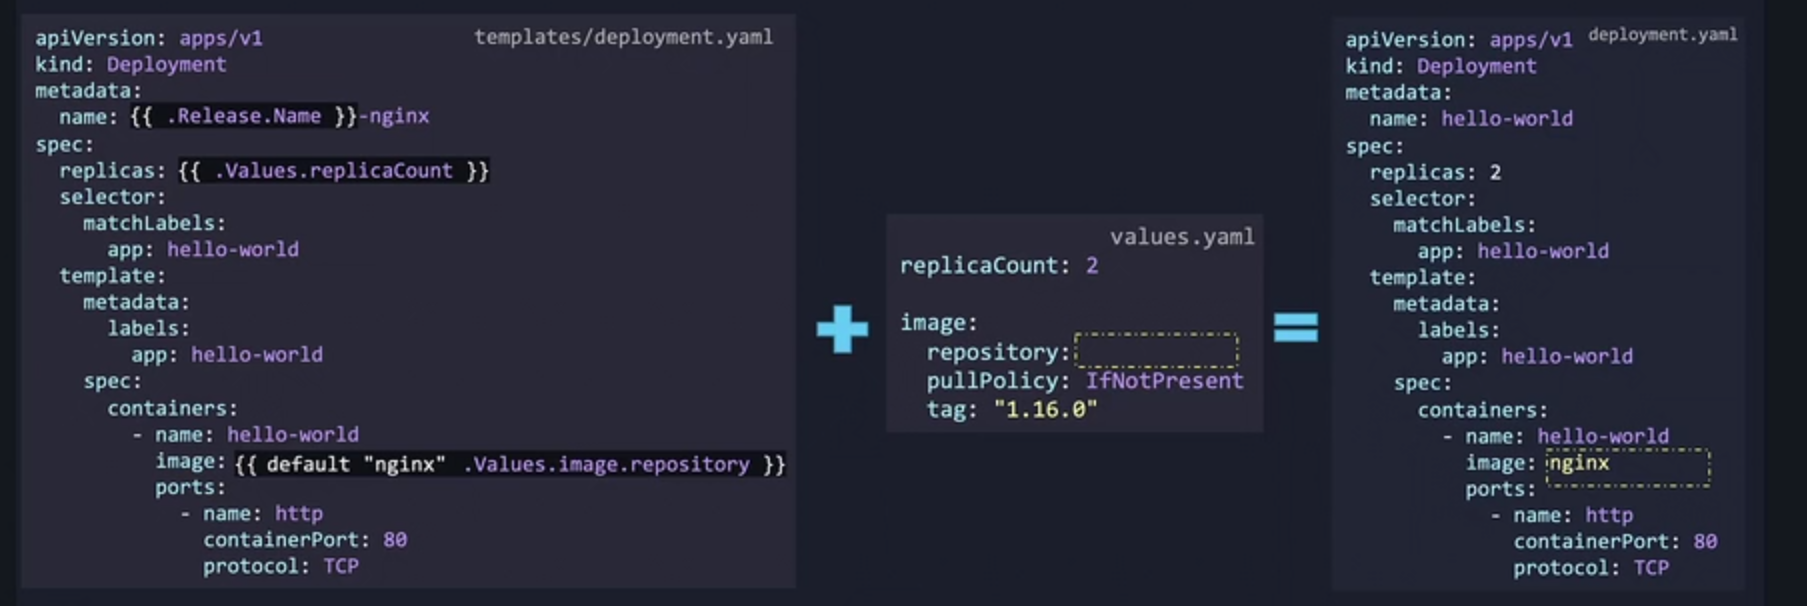 templates/deployment.yaml
apiVersion: apps/v1
kind: Deployment
metadata:
  name: {{ .Release.Name }}-nginx
spec:
  replicas: {{ .Values.replicaCount }}
  selector:
    matchLabels:
      app: hello-world
  template:
    metadata:
      labels:
        app: hello-world
    spec:
      containers:
        - name: hello-world
          image: {{ default "nginx" .Values.image.repository }}
          ports:
            - name: http
              containerPort: 80
              protocol: TCP
values.yaml
replicaCount: 2
image:
  repository:
  pullPolicy: IfNotPresent
  tag: "1.16.0"
deployment.yaml
apiVersion: apps/v1
kind: Deployment
metadata:
  name: hello-world
spec:
  replicas: 2
  selector:
    matchLabels:
      app: hello-world
  template:
    metadata:
      labels:
        app: hello-world
    spec:
      containers:
        - name: hello-world
          image: nginx
          ports:
            - name: http
              containerPort: 80
              protocol: TCP